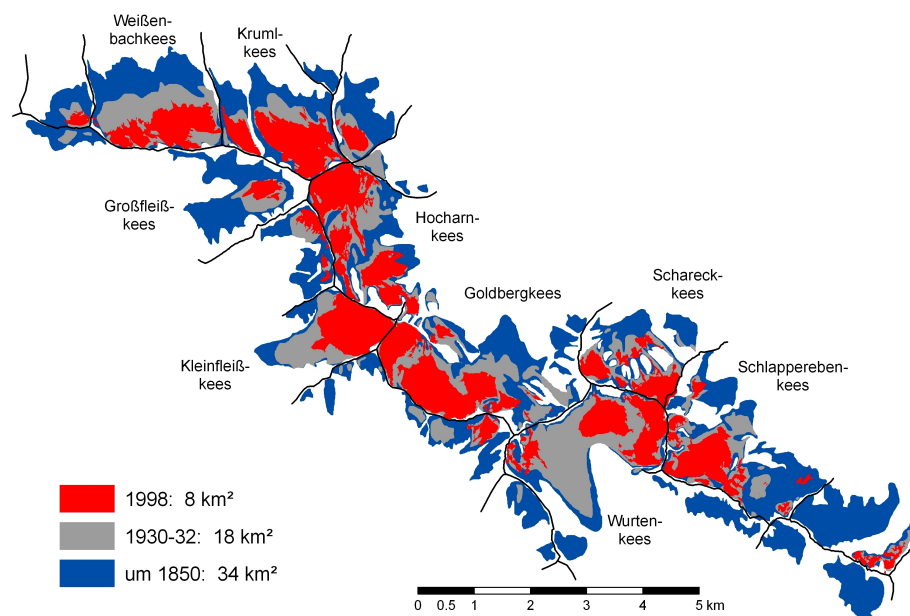 Weißen-
bachkees
Kruml-
kees
Großfleiß-
kees
Hocharn-
kees
Goldbergkees
Schareck-
kees
Kleinfleiß-
kees
Schlappereben-
kees
Wurten-
kees
1998: 8 km²
1930-32: 18 km²
um 1850: 34 km²
0 0.5 1 2 3 4 5 km